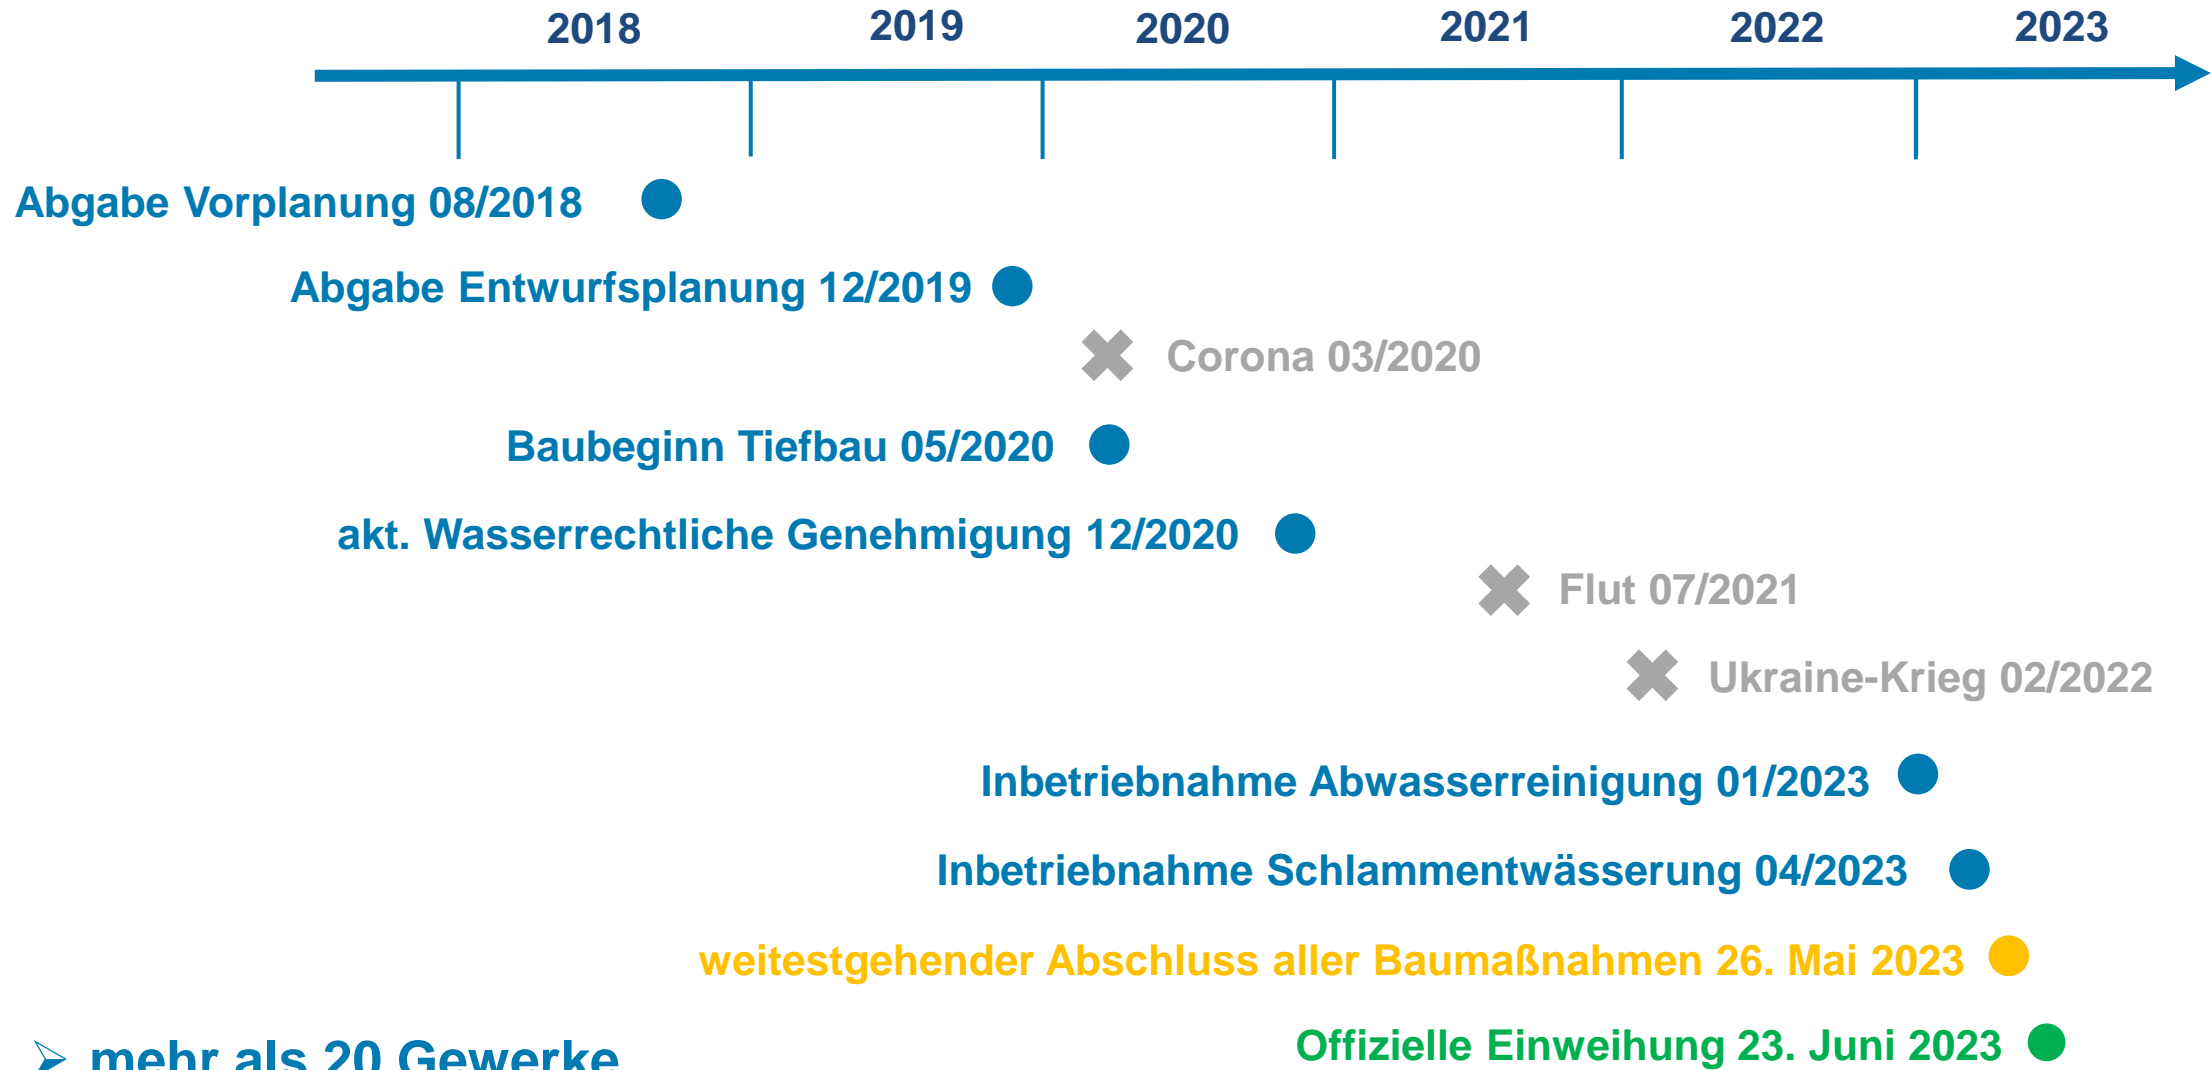 2018 2019 2020 2021 2022 2023
Abgabe Vorplanung 08/2018
Abgabe Entwurfsplanung 12/2019
Corona 03/2020
Baubeginn Tiefbau 05/2020
akt. Wasserrechtliche Genehmigung 12/2020
Flut 07/2021
Ukraine-Krieg 02/2022
Inbetriebnahme Abwasserreinigung 01/2023
Inbetriebnahme Schlammentwässerung 04/2023
weitestgehender Abschluss aller Baumaßnahmen 26. Mai 2023
Offizielle Einweihung 23. Juni 2023
➢ mehr als 20 Gewerke